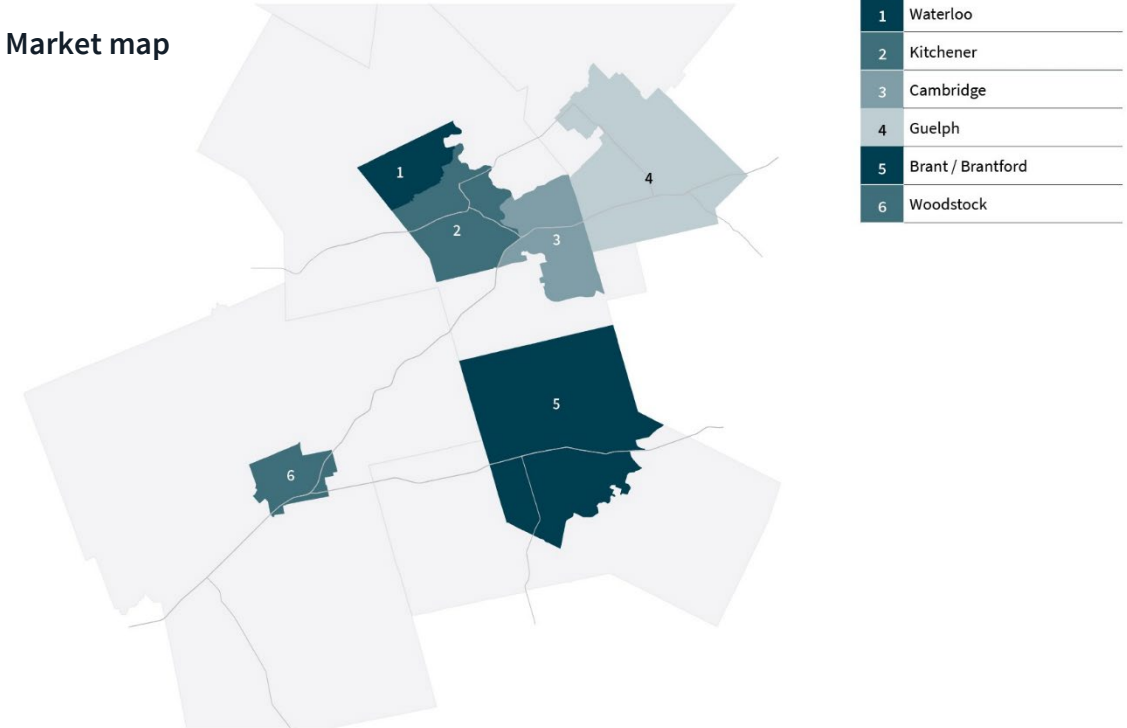 Market map
1 Waterloo
2 Kitchener
3 Cambridge
4 Guelph
5 Brant / Brantford
6 Woodstock
1
2
3
4
5
6